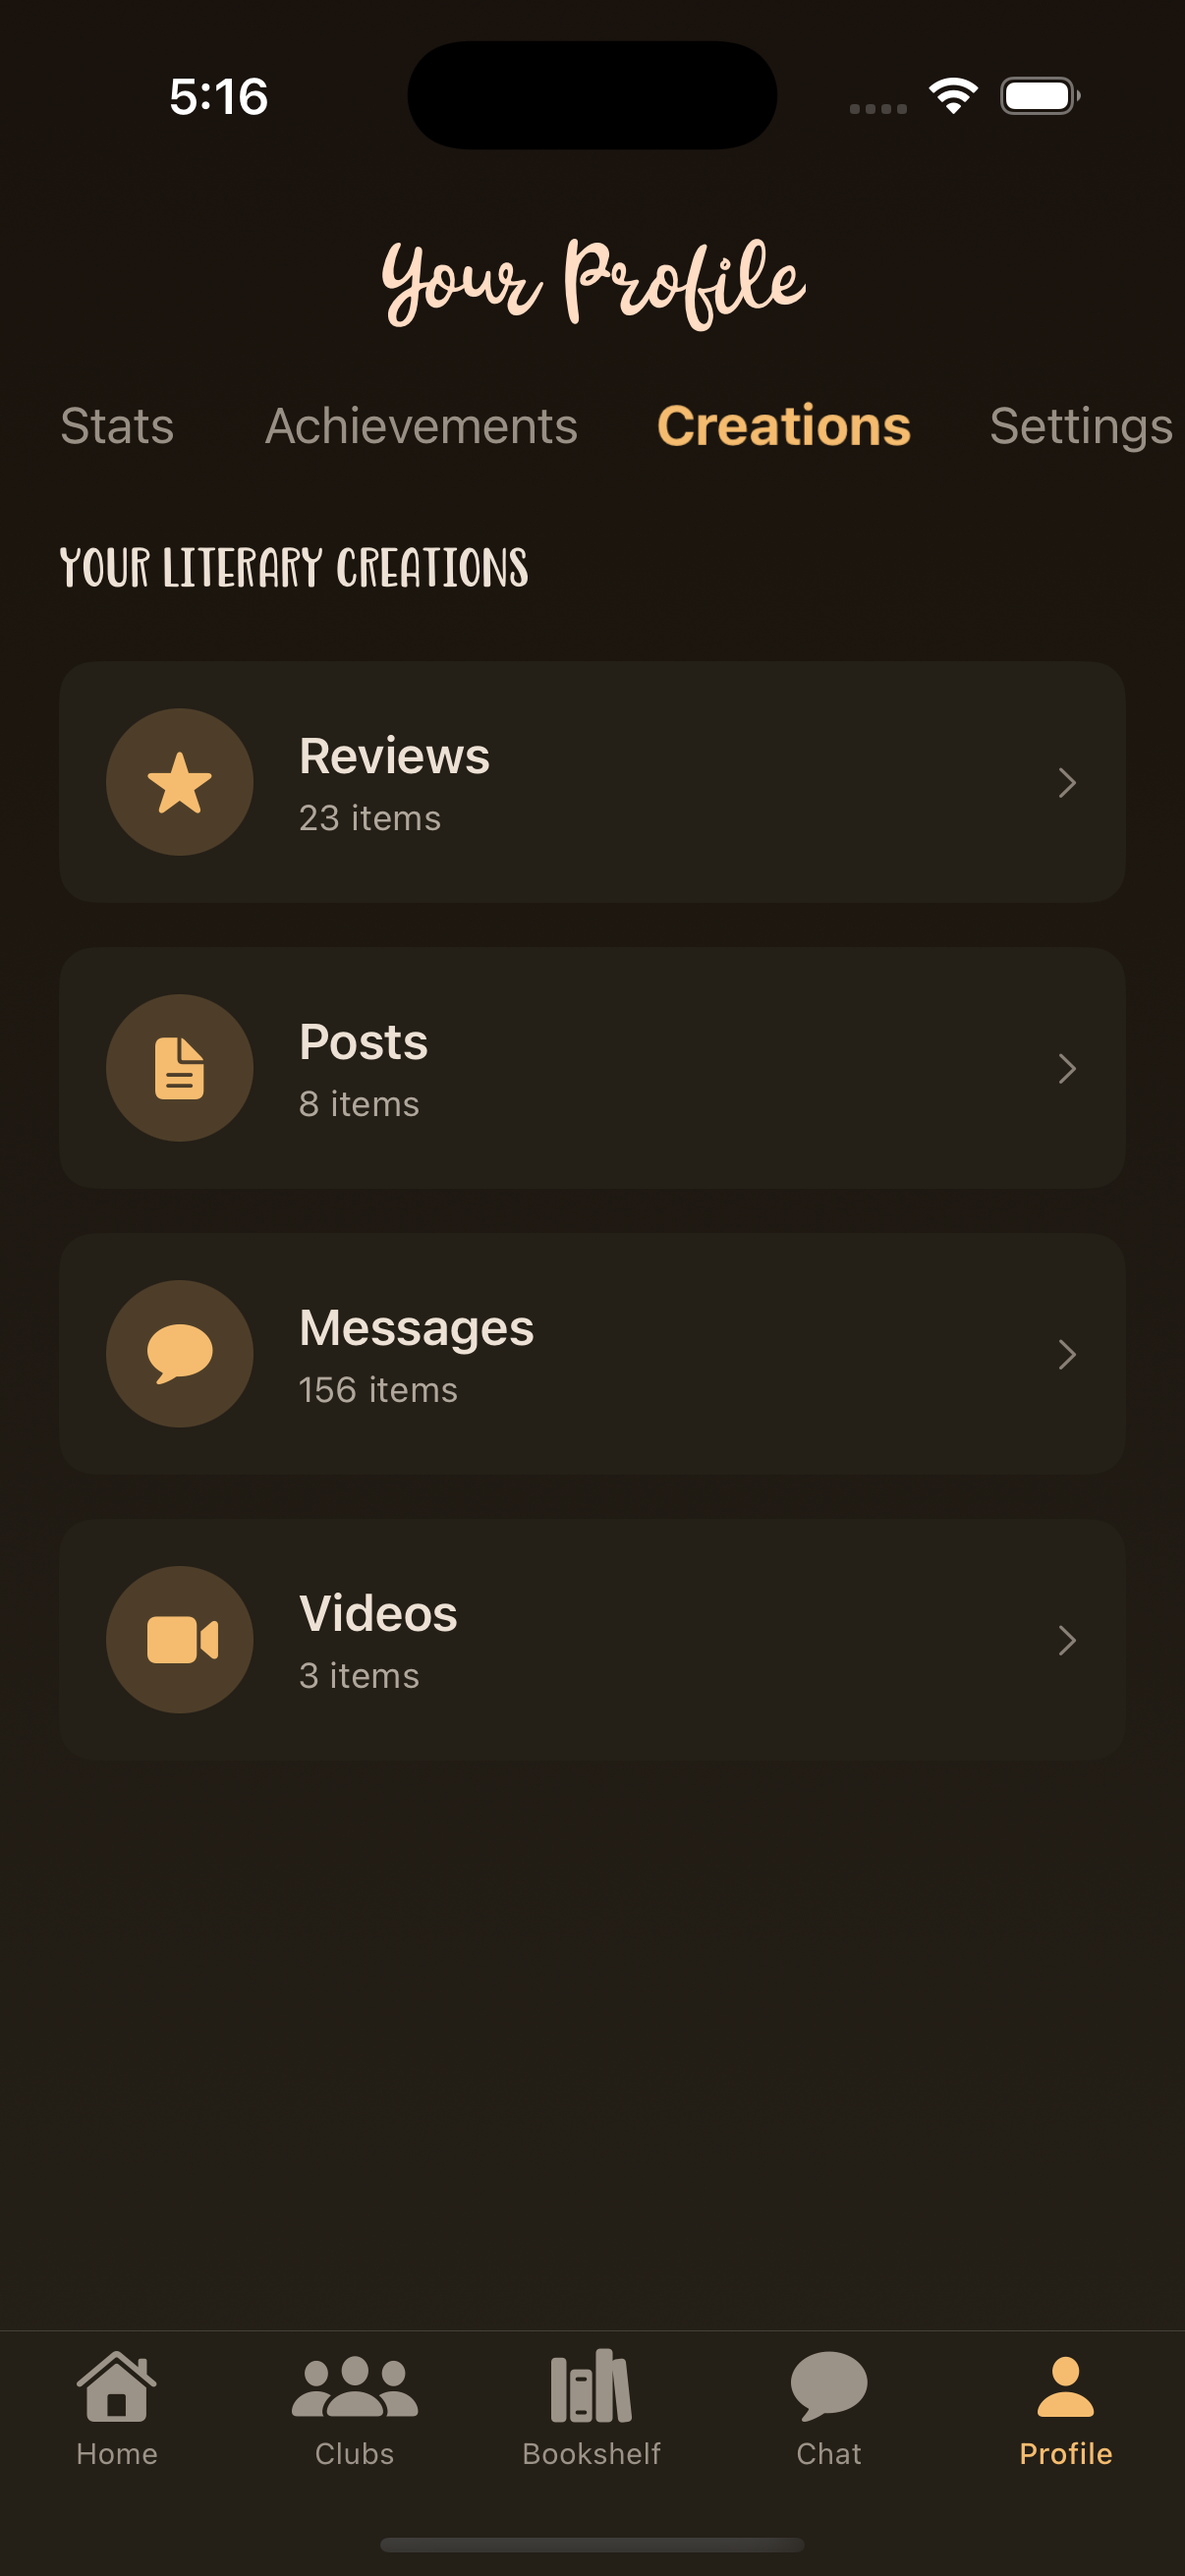 5:16
Your Profile
Stats Achievements Creations Settings
YOUR LITERARY CREATIONS
Reviews
23 items
Posts
8 items
Messages
156 items
Videos
3 items
Home Clubs Bookshelf Chat Profile